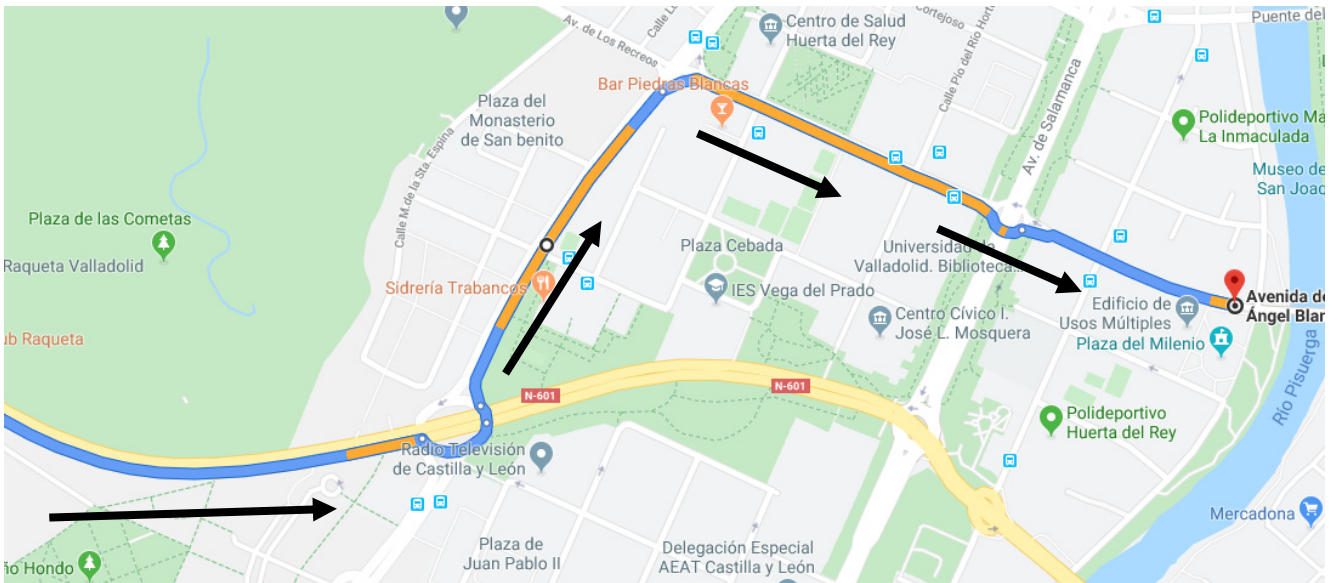 Calle Lu
Av. de Los Recreos
Centro de Salud
Huerta del Rey
Cortejoso
Calle Pío del Río Hort
Puente del
Bar Piedras Blancas
Plaza del
Monasterio
de San benito
Av. de Salamanca
Polideportivo Ma
La Inmaculada
Museo de
San Joaq
Calle M. de la Sta. Espina
Plaza de las Cometas
Raqueta Valladolid
Plaza Cebada
Universidad de
Valladolid. Biblioteca...
Sidrería Trabancos
IES Vega del Prado
Centro Cívico I.
José L. Mosquera
Edificio de
Usos Múltiples
Avenida de
Ángel Blan
Plaza del Milenio
ub Raqueta
N-601
N-601
Río Pisuerga
Polideportivo
Huerta del Rey
Radio Televisión
de Castilla y León
Mercadona
Plaza de
Juan Pablo II
Delegación Especial
AEAT Castilla y León
ño Hondo